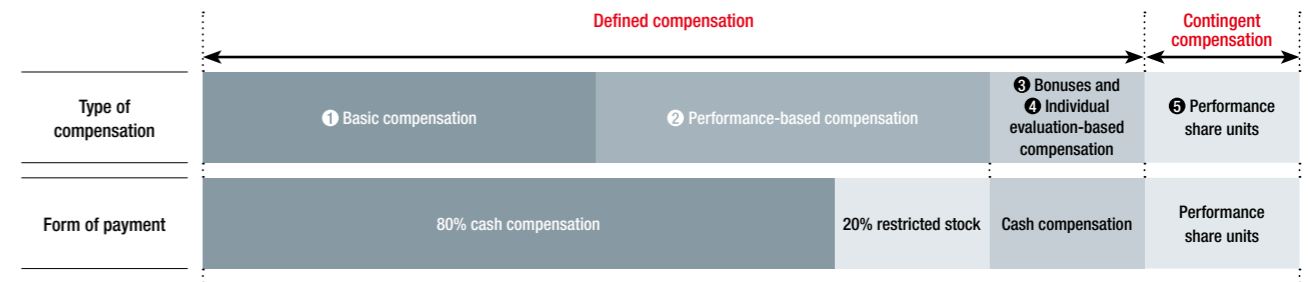 Defined compensation
Contingent
compensation
Type of
compensation
❶ Basic compensation
❷ Performance-based compensation
❸ Bonuses and
❹ Individual
evaluation-based
compensation
❺ Performance
share units
Form of payment
80% cash compensation
20% restricted stock
Cash compensation
Performance
share units